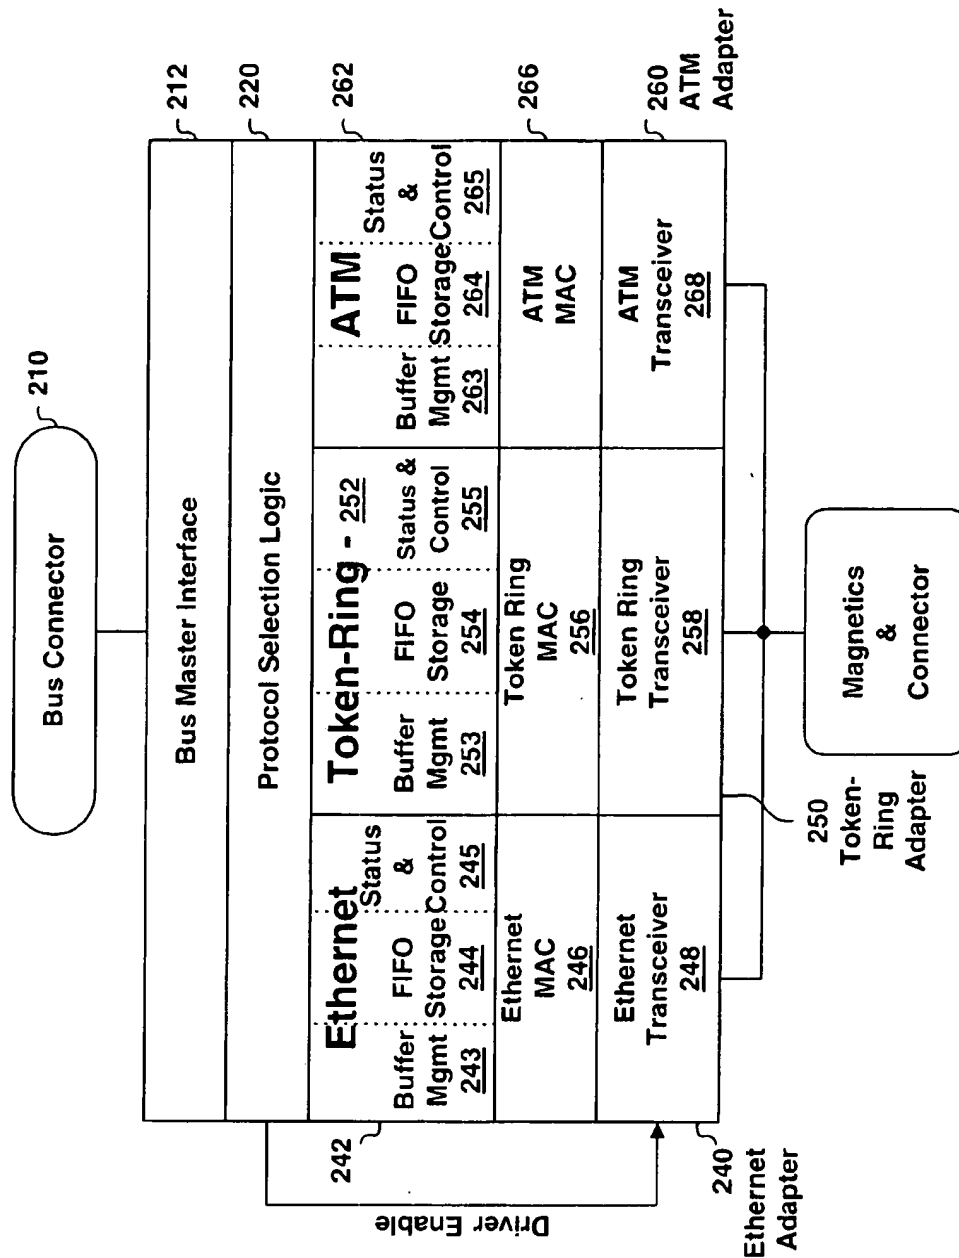 Bus Connector
210
Bus Master Interface
212
Protocol Selection Logic
220
Ethernet
Buffer
Mgmt
243
FIFO
Storage
244
Status
&
Control
245
242
Token-Ring - 252
Buffer
Mgmt
253
FIFO
Storage
254
Status &
Control
255
ATM
Buffer
Mgmt
263
FIFO
Storage
264
Status
&
Control
265
262
Ethernet
MAC
246
Token Ring
MAC
256
ATM
MAC
266
Ethernet
Transceiver
248
Token Ring
Transceiver
258
ATM
Transceiver
268
260
ATM
Adapter
Driver Enable
240
Ethernet
Adapter
250
Token-
Ring
Adapter
Magnetics
&
Connector